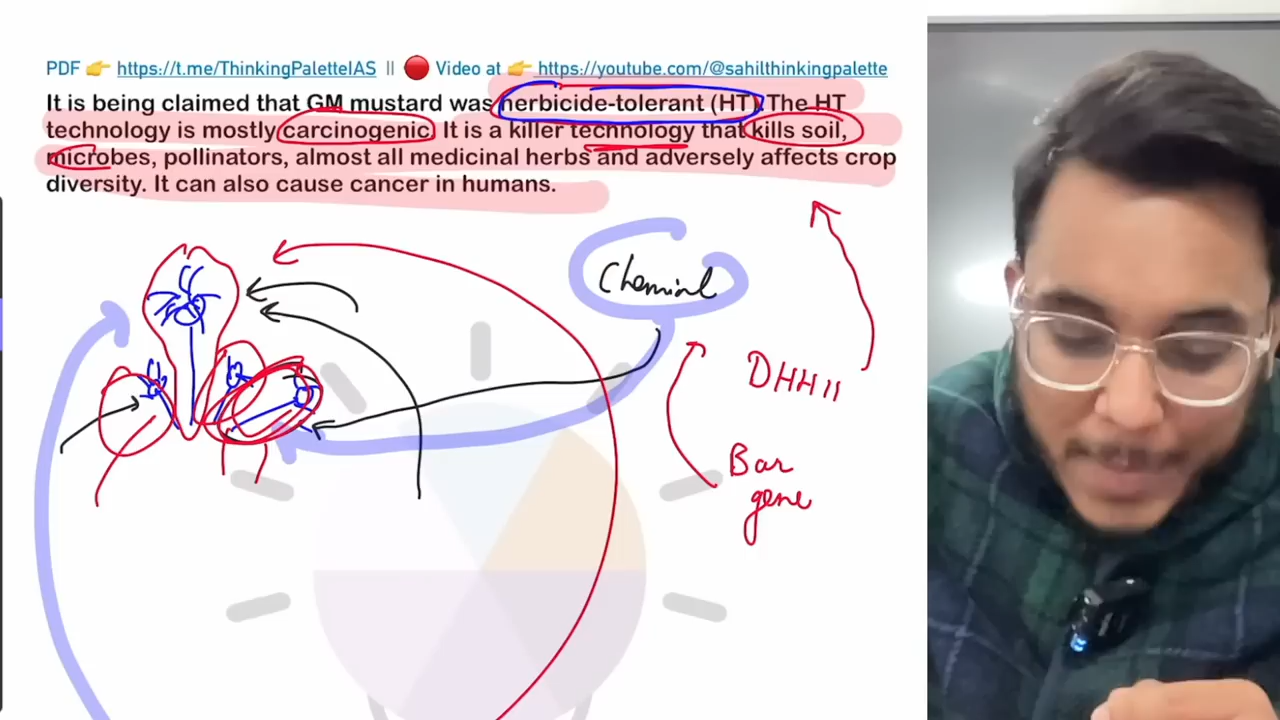 PDF 👉 https://t.me/ThinkingPaletteIAS || 🔴 Video at 👉 https://youtube.com/@sahilthinkingpalette
It is being claimed that GM mustard was herbicide-tolerant (HT). The HT
technology is mostly carcinogenic. It is a killer technology that kills soil,
microbes, pollinators, almost all medicinal herbs and adversely affects crop
diversity. It can also cause cancer in humans.
Chemical
DHH11
Bar
gene